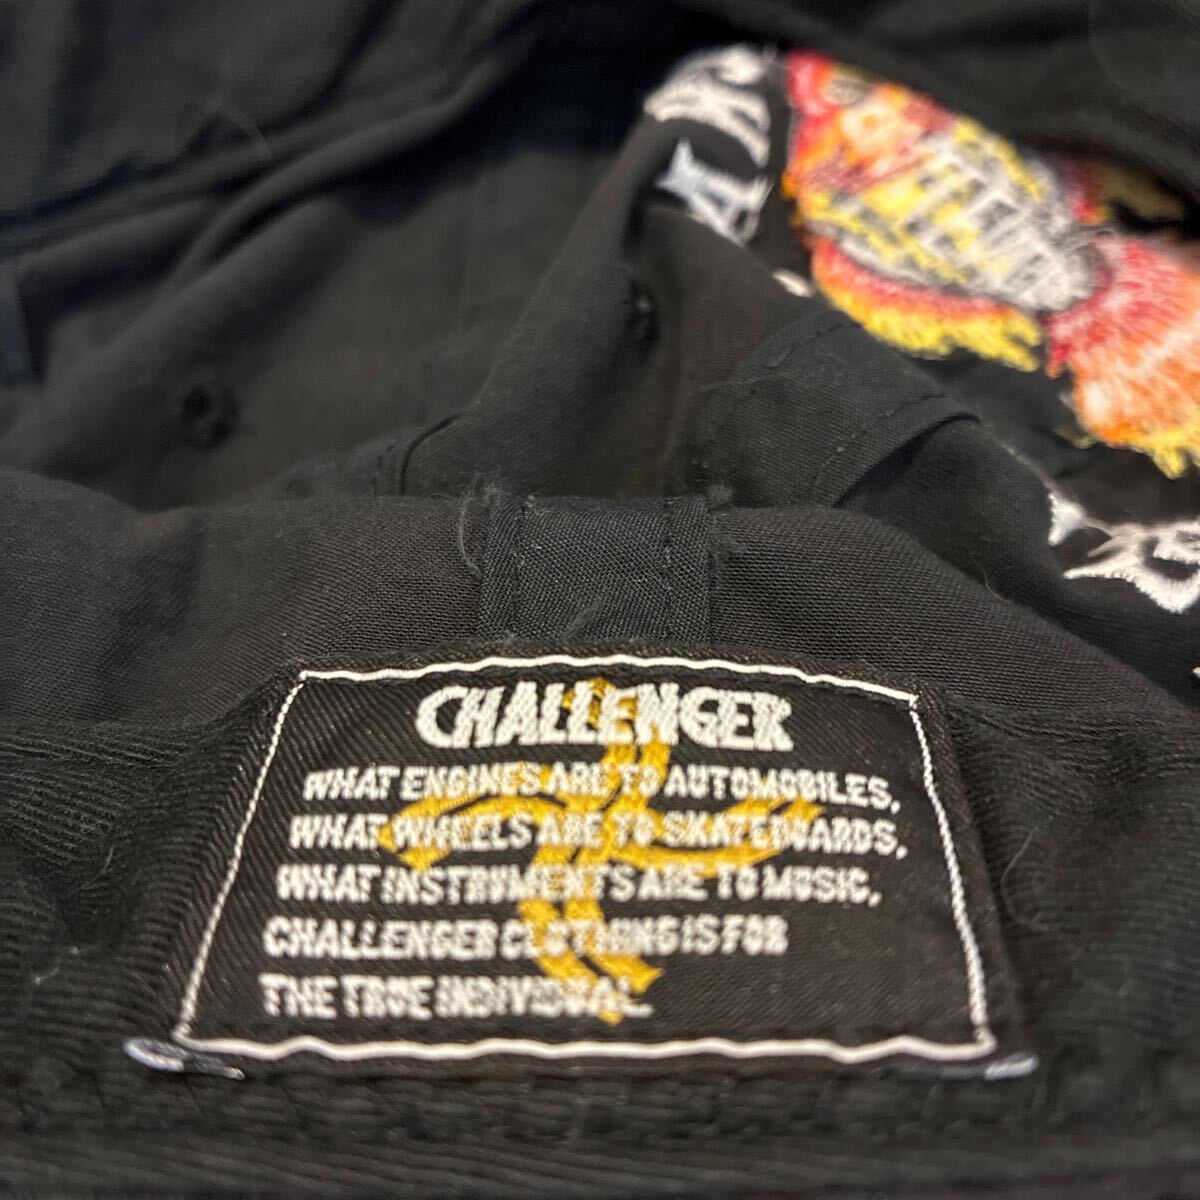 CHALLENGER
WHAT ENGINES ARE TO AUTOMOBILES,
WHAT WHEELS ARE TO SKATEBOARDS,
WHAT INSTRUMENTS ARE TO MUSIC,
CHALLENGER CLOTHING IS FOR
THE TRUE INDIVIDUAL.